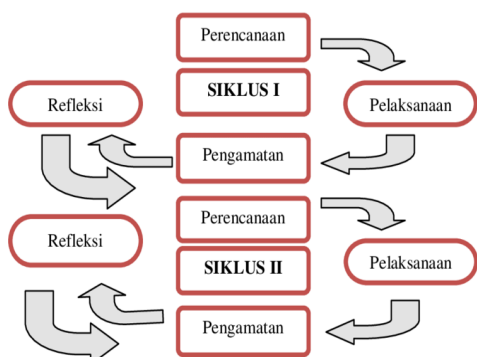 Perencanaan
SIKLUS I
Refleksi
Pelaksanaan
Pengamatan
Perencanaan
Refleksi
SIKLUS II
Pelaksanaan
Pengamatan